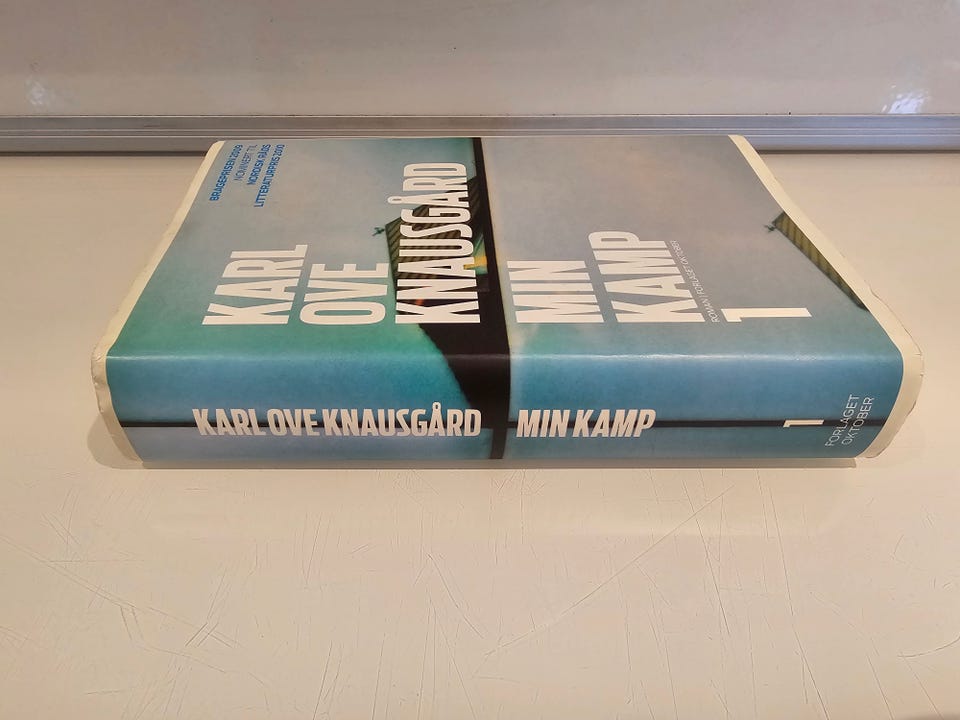 BRAGEPRISEN 2009
NOMINERT TIL
NORDISK RÅDS
LITTERATURPRIS 2010
KARL
OVE
KNAUSGÅRD
MIN
KAMP
ROMAN | FORLAGET OKTOBER
1
KARL OVE KNAUSGÅRD
MIN KAMP
1
FORLAGET
OKTOBER